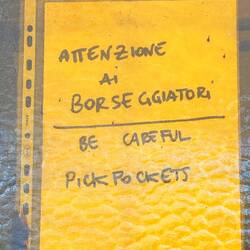 ATTENZIONE
AI
BORSEGGIATORI
BE CAREFUL
PICKPOCKETS